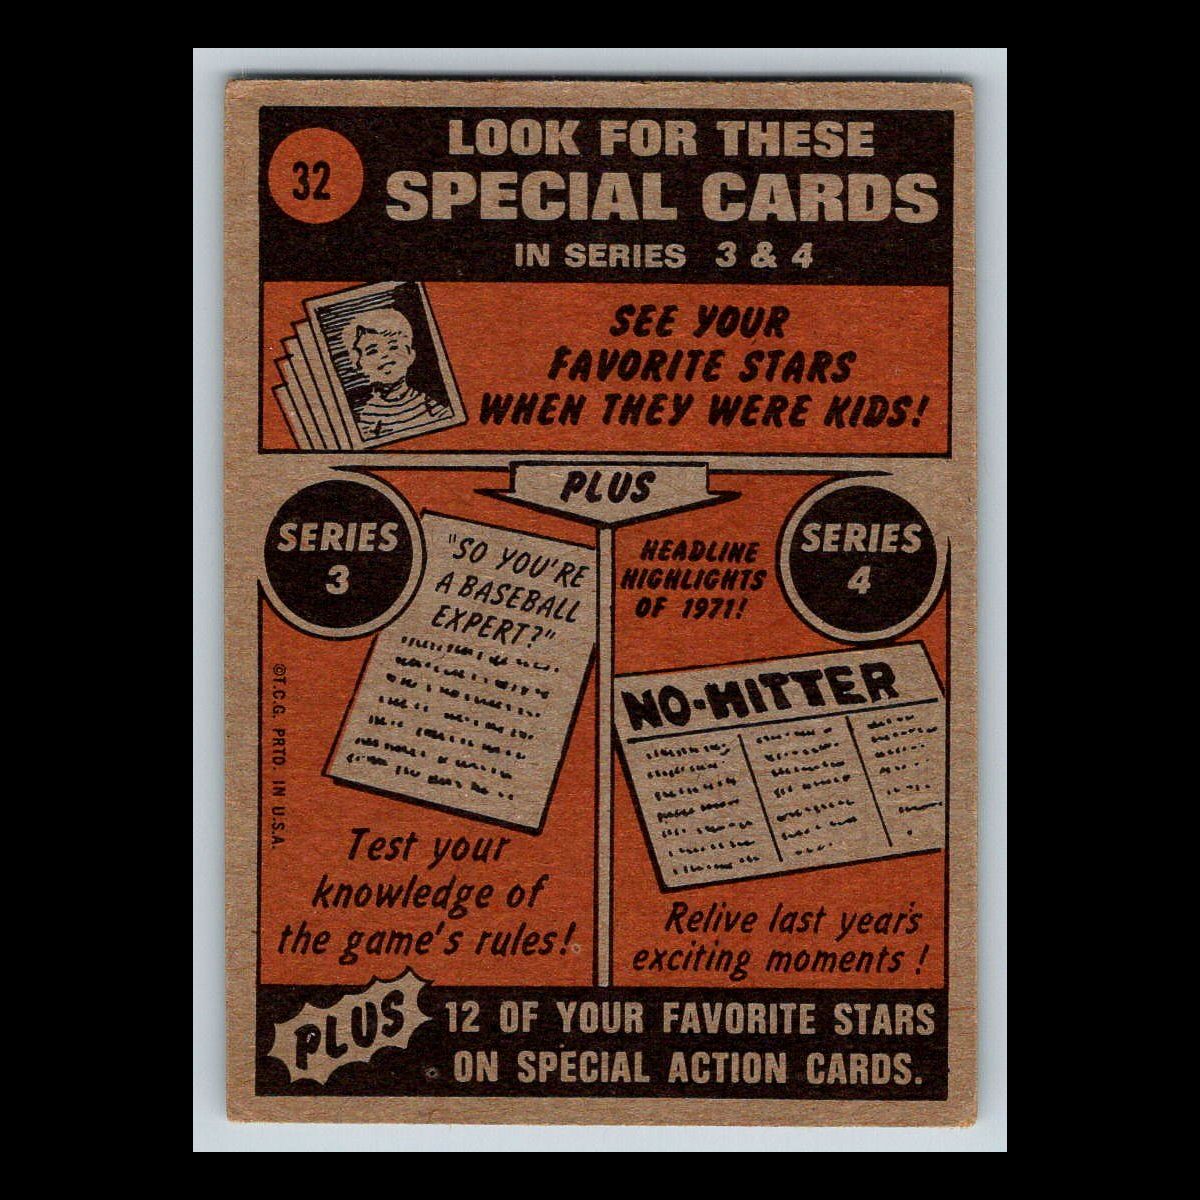 32
LOOK FOR THESE
SPECIAL CARDS
IN SERIES 3 & 4
SEE YOUR
FAVORITE STARS
WHEN THEY WERE KIDS!
PLUS
SERIES
3
"SO YOU'RE
A BASEBALL
EXPERT?"
Test your
knowledge of
the game's rules!
©T.C.G. PRTD. IN U.S.A.
HEADLINE
HIGHLIGHTS
OF 1971!
SERIES
4
NO-HITTER
Relive last year's
exciting moments!
PLUS
12 OF YOUR FAVORITE STARS
ON SPECIAL ACTION CARDS.